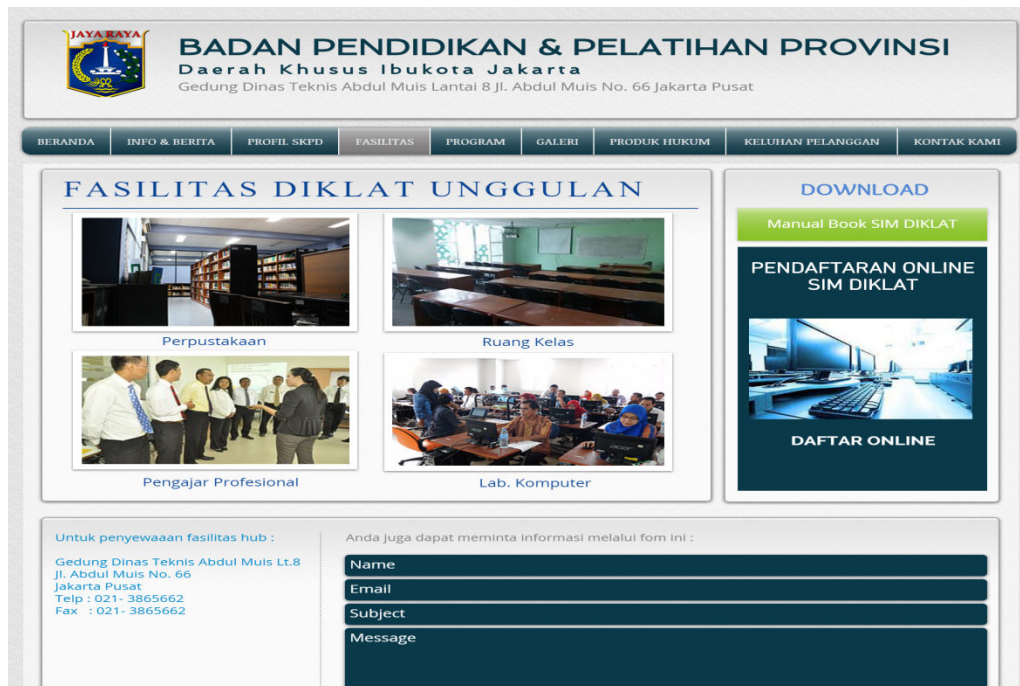 JAYA RAYA
BADAN PENDIDIKAN & PELATIHAN PROVINSI
Daerah Khusus Ibukota Jakarta
Gedung Dinas Teknis Abdul Muis Lantai 8 Jl. Abdul Muis No. 66 Jakarta Pusat
BERANDA INFO & BERITA PROFIL SKPD FASILITAS PROGRAM GALERI PRODUK HUKUM KELUHAN PELANGGAN KONTAK KAMI
FASILITAS DIKLAT UNGGULAN
Perpustakaan
Ruang Kelas
Pengajar Profesional
Lab. Komputer
DOWNLOAD
Manual Book SIM DIKLAT
PENDAFTARAN ONLINE
SIM DIKLAT
DAFTAR ONLINE
Untuk penyewaaan fasilitas hub :
Gedung Dinas Teknis Abdul Muis Lt.8
Jl. Abdul Muis No. 66
Jakarta Pusat
Telp : 021- 3865662
Fax : 021- 3865662
Anda juga dapat meminta informasi melalui fom ini :
Name
Email
Subject
Message